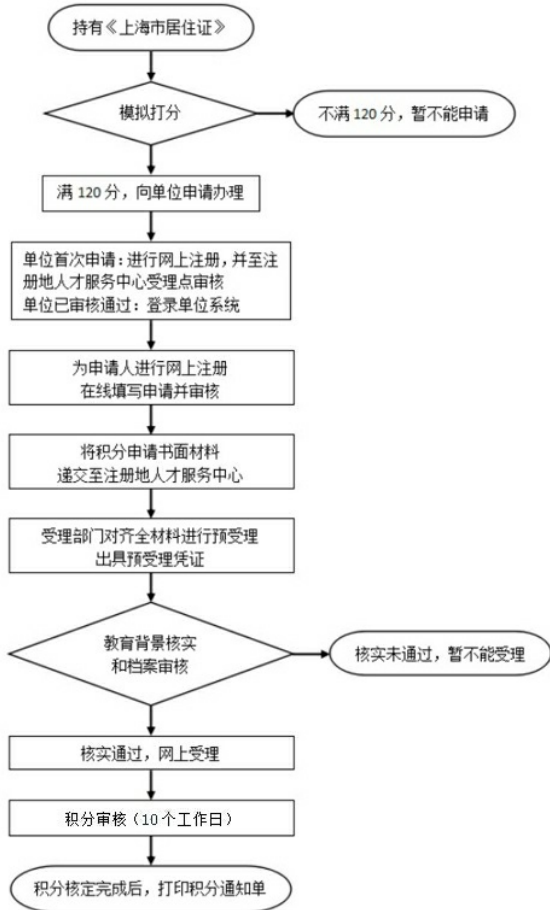 持有《上海市居住证》
模拟打分
不满 120 分，暂不能申请
满 120 分，向单位申请办理
单位首次申请：进行网上注册，并至注
册地人才服务中心受理点审核
单位已审核通过：登录单位系统
为申请人进行网上注册
在线填写申请并审核
将积分申请书面材料
递交至注册地人才服务中心
受理部门对齐全材料进行预受理
出具预受理凭证
教育背景核实
和档案审核
核实未通过，暂不能受理
核实通过，网上受理
积分审核（10 个工作日）
积分核定完成后，打印积分通知单